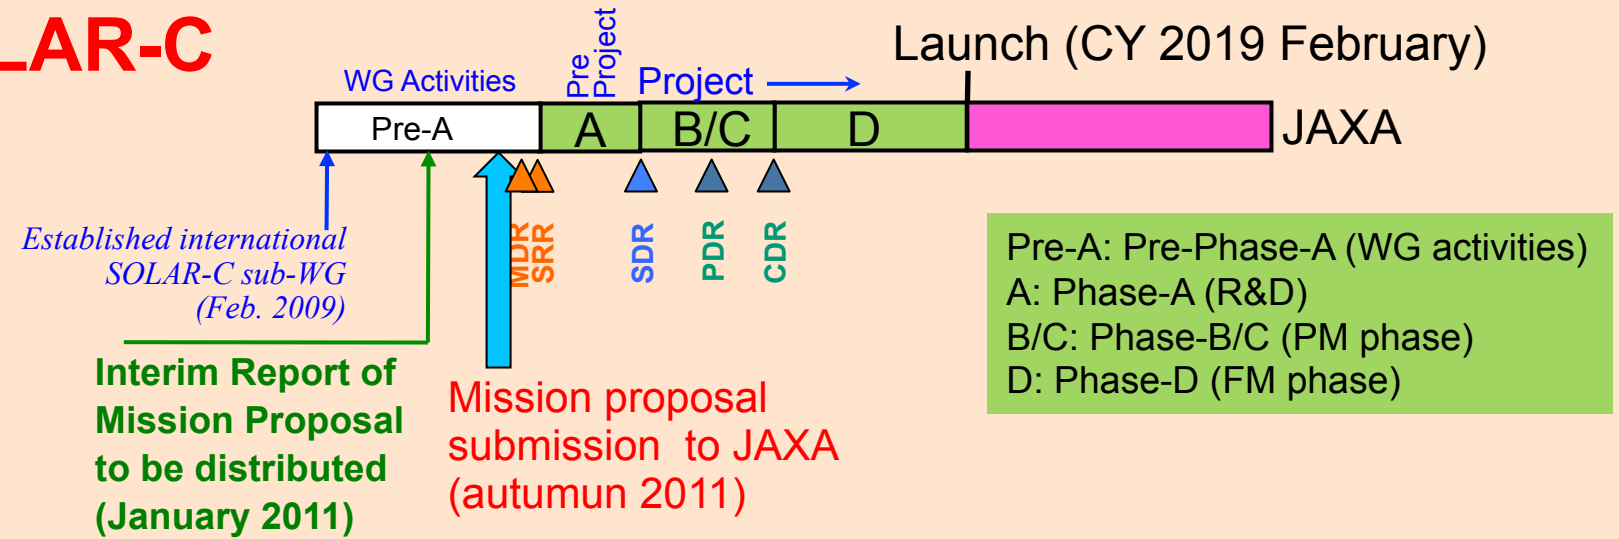 LAR-C
WG Activities
Pre
Project
Project
Launch (CY 2019 February)
Pre-A
A
B/C
D
JAXA
MDR
SRR
SDR
PDR
CDR
Established international
SOLAR-C sub-WG
(Feb. 2009)
Interim Report of
Mission Proposal
to be distributed
(January 2011)
Mission proposal
submission to JAXA
(autumun 2011)
Pre-A: Pre-Phase-A (WG activities)
A: Phase-A (R&D)
B/C: Phase-B/C (PM phase)
D: Phase-D (FM phase)